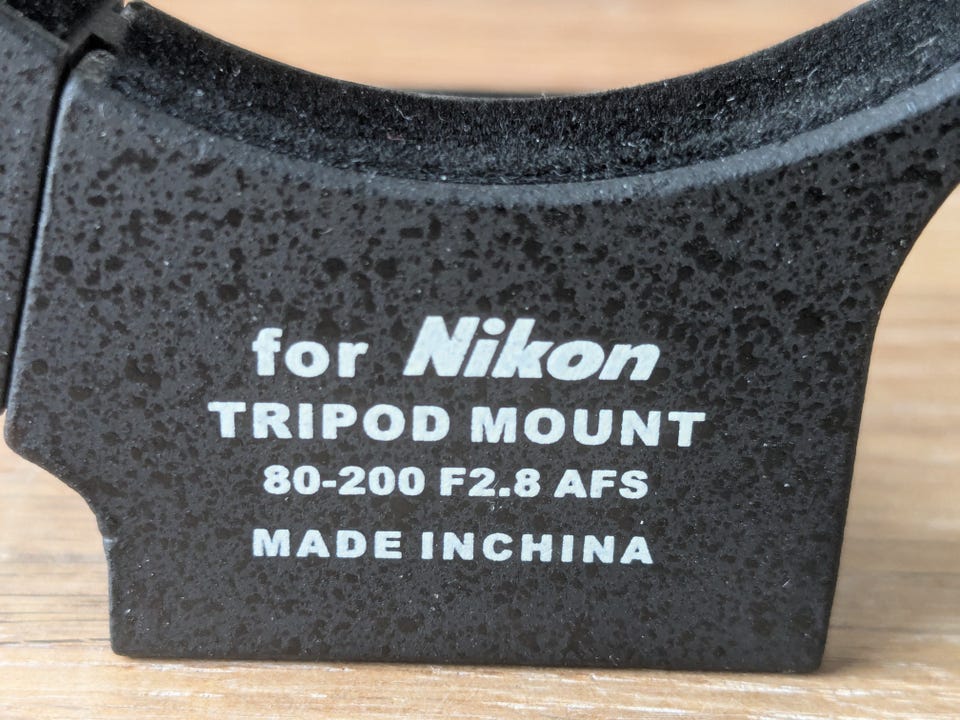 for Nikon
TRIPOD MOUNT
80-200 F2.8 AFS
MADE INCHINA